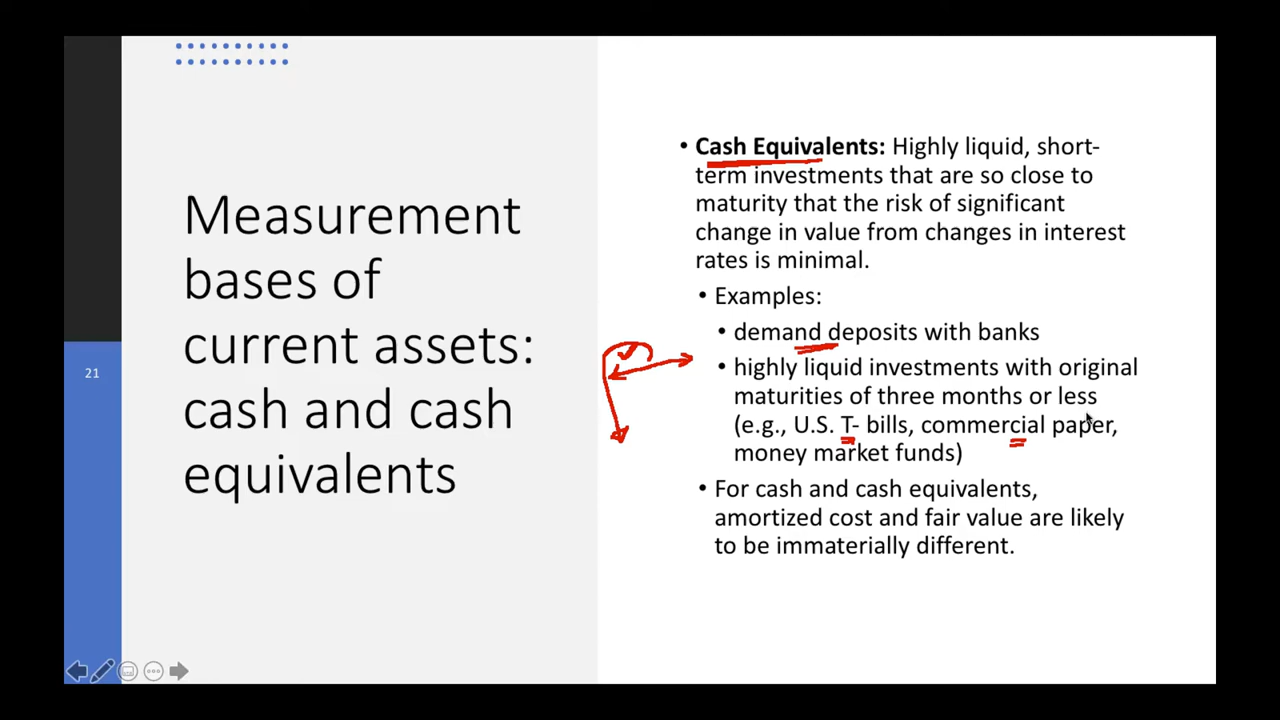 Measurement
bases of
current assets:
cash and cash
equivalents
21
• Cash Equivalents: Highly liquid, short-
term investments that are so close to
maturity that the risk of significant
change in value from changes in interest
rates is minimal.
• Examples:
• demand deposits with banks
• highly liquid investments with original
maturities of three months or less
(e.g., U.S. T- bills, commercial paper,
money market funds)
• For cash and cash equivalents,
amortized cost and fair value are likely
to be immaterially different.